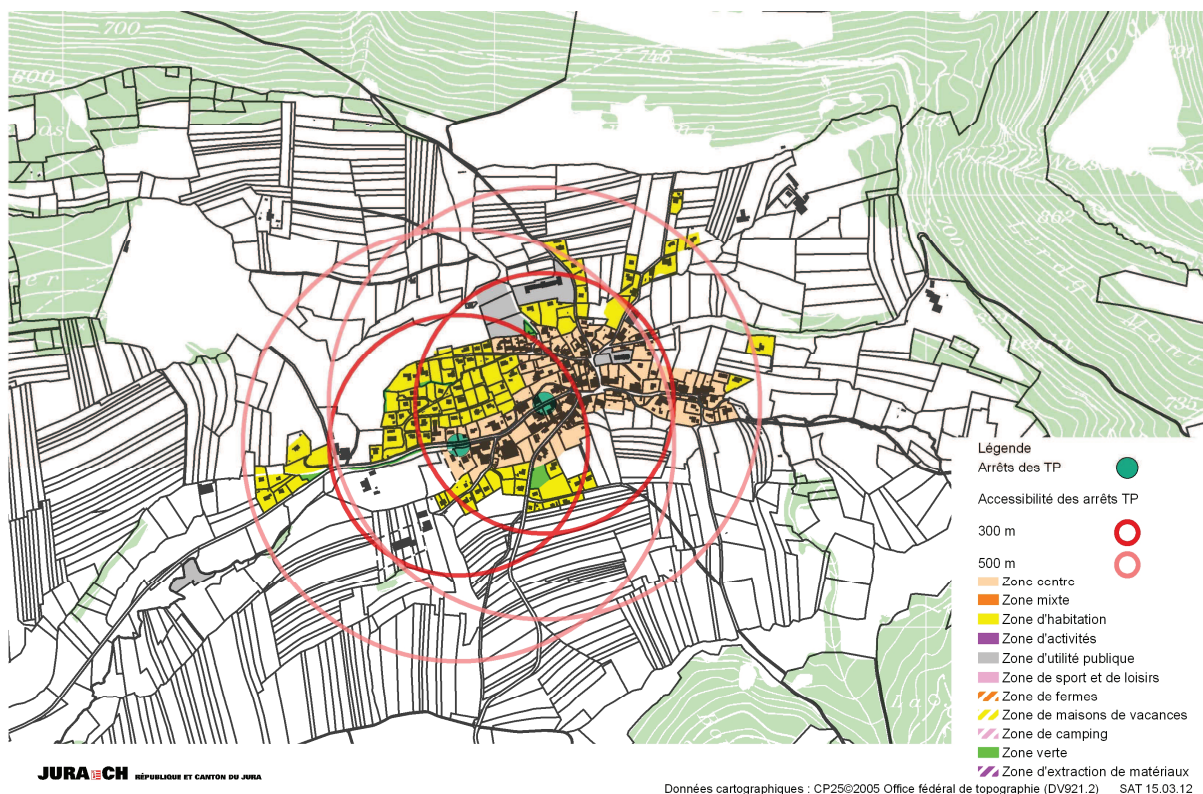 700
600
748
672
700
662
735
Légende
Arrêts des TP
Accessibilité des arrêts TP
300 m
500 m
Zone centre
Zone mixte
Zone d'habitation
Zone d'activités
Zone d'utilité publique
Zone de sport et de loisirs
Zone de fermes
Zone de maisons de vacances
Zone de camping
Zone verte
Zone d'extraction de matériaux
JURA CH RÉPUBLIQUE ET CANTON DU JURA
Données cartographiques : CP25©2005 Office fédéral de topographie (DV921.2) SAT 15.03.12